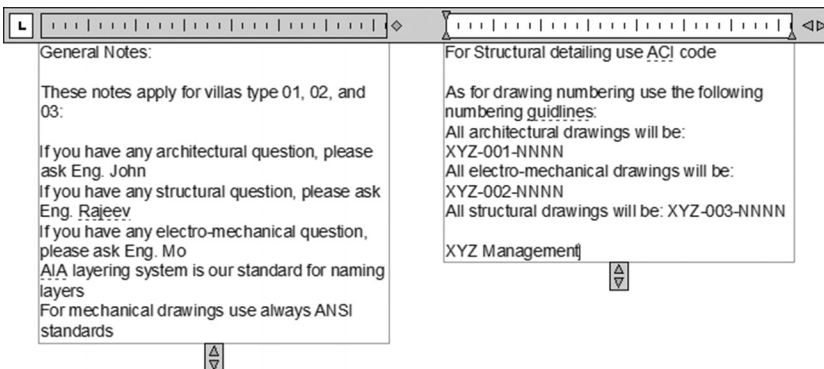 L
General Notes:
These notes apply for villas type 01, 02, and
03:
If you have any architectural question, please
ask Eng. John
If you have any structural question, please ask
Eng. Rajeev
If you have any electro-mechanical question,
please ask Eng. Mo
AIA layering system is our standard for naming
layers
For mechanical drawings use always ANSI
standards
For Structural detailing use ACI code
As for drawing numbering use the following
numbering guidlines:
All architectural drawings will be:
XYZ-001-NNNN
All electro-mechanical drawings will be:
XYZ-002-NNNN
All structural drawings will be: XYZ-003-NNNN
XYZ Management